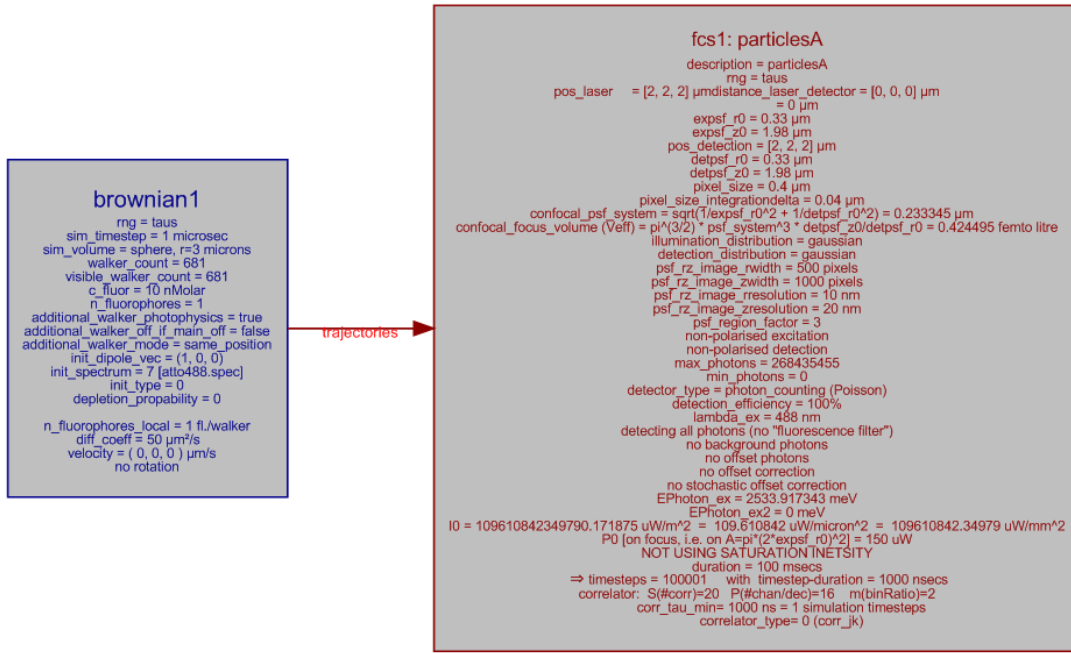 brownian1
rng = taus
sim_timestep = 1 microsec
sim_volume = sphere, r=3 microns
walker_count = 681
visible_walker_count = 681
c_fluor = 10 nMolar
n_fluorophores = 1
additional_walker_photophysics = true
additional_walker_off_if_main_off = false
additional_walker_mode = same_position
init_dipole_vec = (1, 0, 0)
init_spectrum = 7 [atto488.spec]
init_type = 0
depletion_propability = 0
n_fluorophores_local = 1 fl./walker
diff_coeff = 50 µm²/s
velocity = ( 0, 0, 0 ) µm/s
no rotation
trajectories
fcs1: particlesA
description = particlesA
rng = taus
pos_laser = [2, 2, 2] µmdistance_laser_detector = [0, 0, 0] µm
= 0 µm
expsf_r0 = 0.33 µm
expsf_z0 = 1.98 µm
pos_detection = [2, 2, 2] µm
detpsf_r0 = 0.33 µm
detpsf_z0 = 1.98 µm
pixel_size = 0.4 µm
pixel_size_integrationdelta = 0.04 µm
confocal_psf_system = sqrt(1/expsf_r0^2 + 1/detpsf_r0^2) = 0.233345 µm
confocal_focus_volume (Veff) = pi^(3/2) * psf_system^3 * detpsf_z0/detpsf_r0 = 0.424495 femto litre
illumination_distribution = gaussian
detection_distribution = gaussian
psf_rz_image_rwidth = 500 pixels
psf_rz_image_zwidth = 1000 pixels
psf_rz_image_rresolution = 10 nm
psf_rz_image_zresolution = 20 nm
psf_region_factor = 3
non-polarised excitation
non-polarised detection
max_photons = 268435455
min_photons = 0
detector_type = photon_counting (Poisson)
detection_efficiency = 100%
lambda_ex = 488 nm
detecting all photons (no "fluorescence filter")
no background photons
no offset photons
no offset correction
no stochastic offset correction
EPhoton_ex = 2533.917343 meV
EPhoton_ex2 = 0 meV
I0 = 109610842349790.171875 uW/m^2 = 109.610842 uW/micron^2 = 109610842.34979 uW/mm^2
P0 [on focus, i.e. on A=pi*(2*expsf_r0)^2] = 150 uW
NOT USING SATURATION INETSITY
duration = 100 msecs
⇒ timesteps = 100001 with timestep-duration = 1000 nsecs
correlator: S(#corr)=20 P(#chan/dec)=16 m(binRatio)=2
corr_tau_min= 1000 ns = 1 simulation timesteps
correlator_type= 0 (corr_jk)